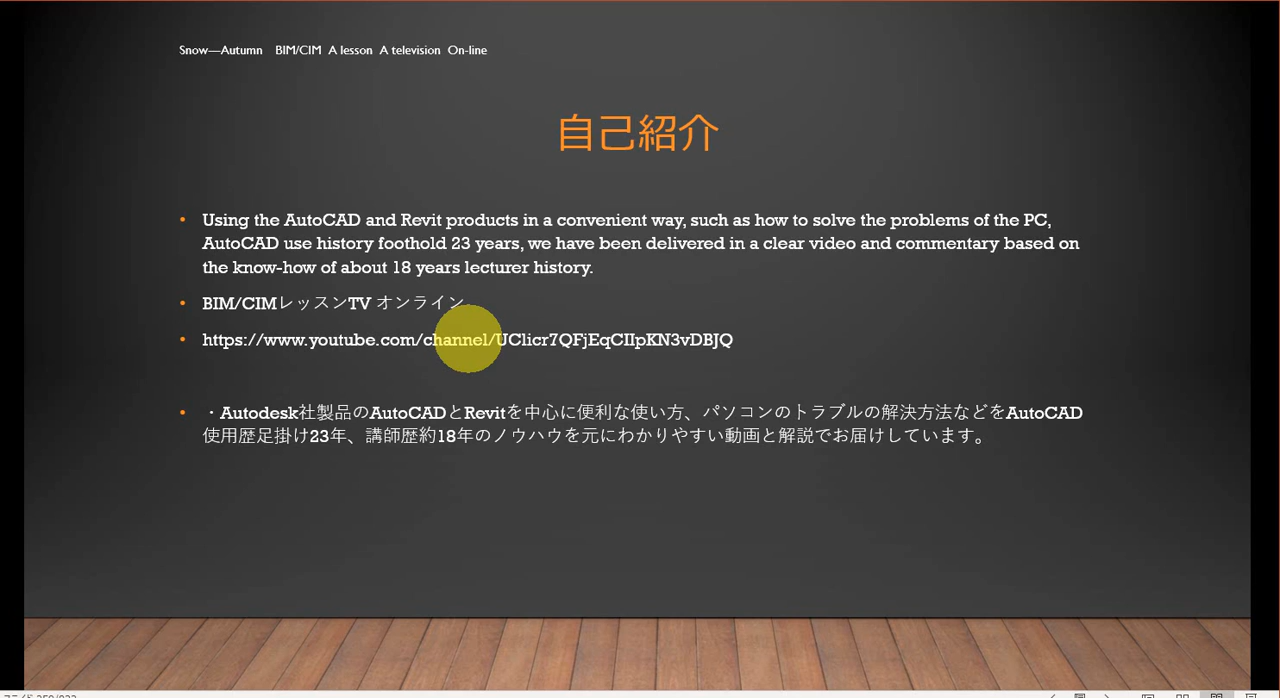 Snow—Autumn BIM/CIM A lesson A television On-line
自己紹介
• Using the AutoCAD and Revit products in a convenient way, such as how to solve the problems of the PC,
AutoCAD use history foothold 23 years, we have been delivered in a clear video and commentary based on
the know-how of about 18 years lecturer history.
• BIM/CIMレッスンTV オンライン
• https://www.youtube.com/channel/UClicr7QFjEqCIIpKN3vDBJQ
• ・Autodesk社製品のAutoCADとRevitを中心に便利な使い方、パソコンのトラブルの解決方法などをAutoCAD
使用歴足掛け23年、講師歴約18年のノウハウを元にわかりやすい動画と解説でお届けしています。